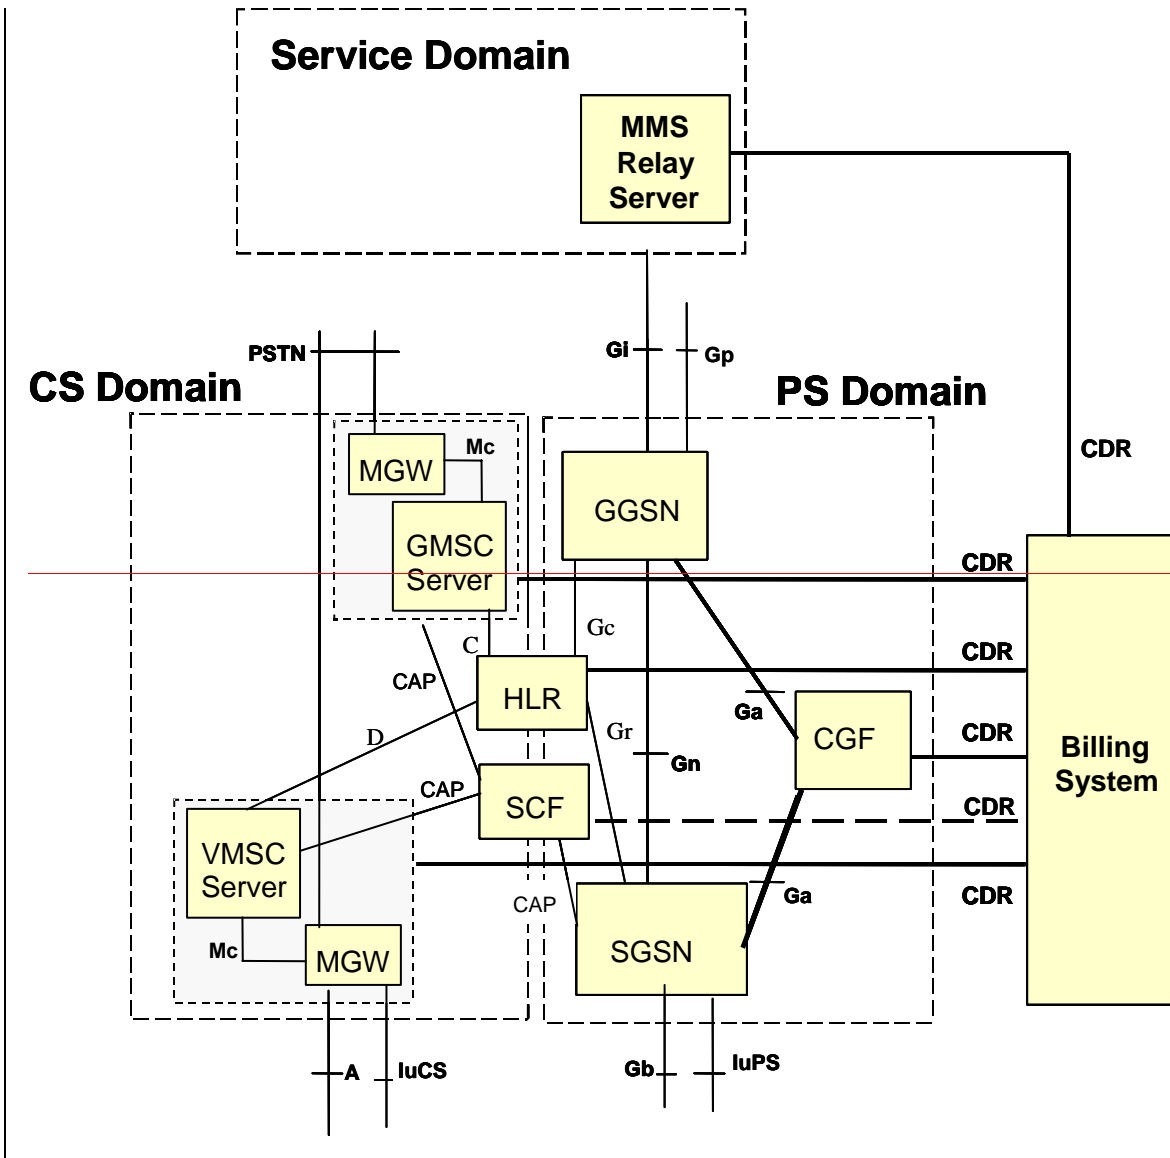 Service Domain
MMS
Relay
Server
PSTN
Gi
Gp
CS Domain
PS Domain
MGW
Mc
CDR
GGSN
GMSC
Server
CDR
C
Gc
CAP
HLR
CDR
D
Gr
Ga
CGF
CDR
Gn
Billing
System
CAP
SCF
CDR
VMSC
Server
Ga
CDR
CAP
Mc
MGW
SGSN
A
IuCS
Gb
IuPS